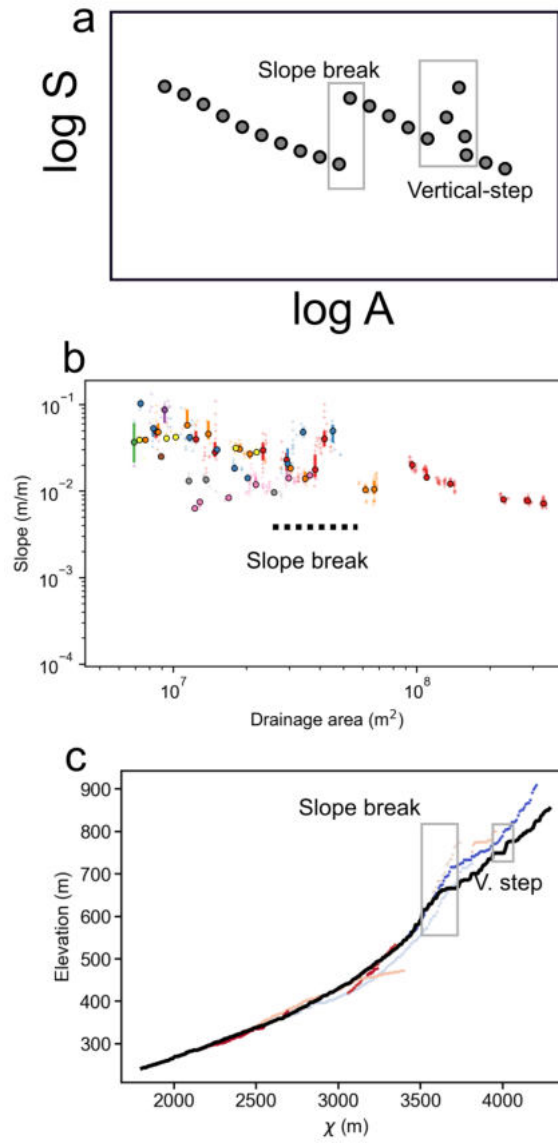 a
log S
Slope break
Vertical-step
log A
b
10⁻¹
10⁻²
10⁻³
10⁻⁴
Slope (m/m)
Slope break
10⁷
10⁸
Drainage area (m²)
c
900
800
700
600
500
400
300
Elevation (m)
Slope break
V. step
2000 2500 3000 3500 4000
χ (m)